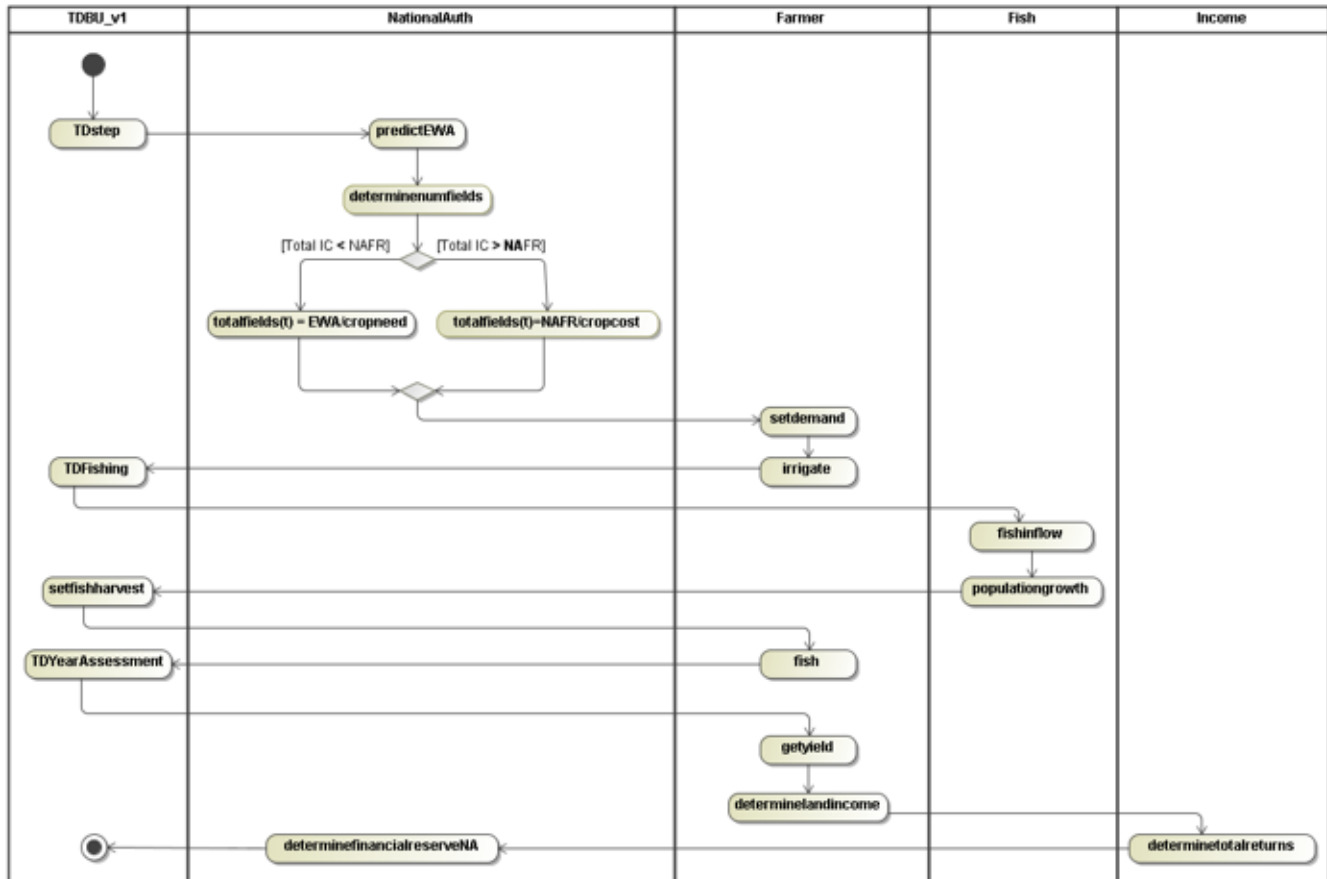 TDBU_v1 NationalAuth Farmer Fish Income
TDstep predictEWA
determinenumfields
[Total IC < NAFR] [Total IC > NAFR]
totalfields(t) = EWA/cropneed totalfields(t)=NAFR/cropcost
setdemand
TDFishing irrigate
fishinflow
setfishharvest populationgrowth
TDYearAssessment fish
getyield
determinelandincome
determinefinancialreserveNA determinetotalreturns